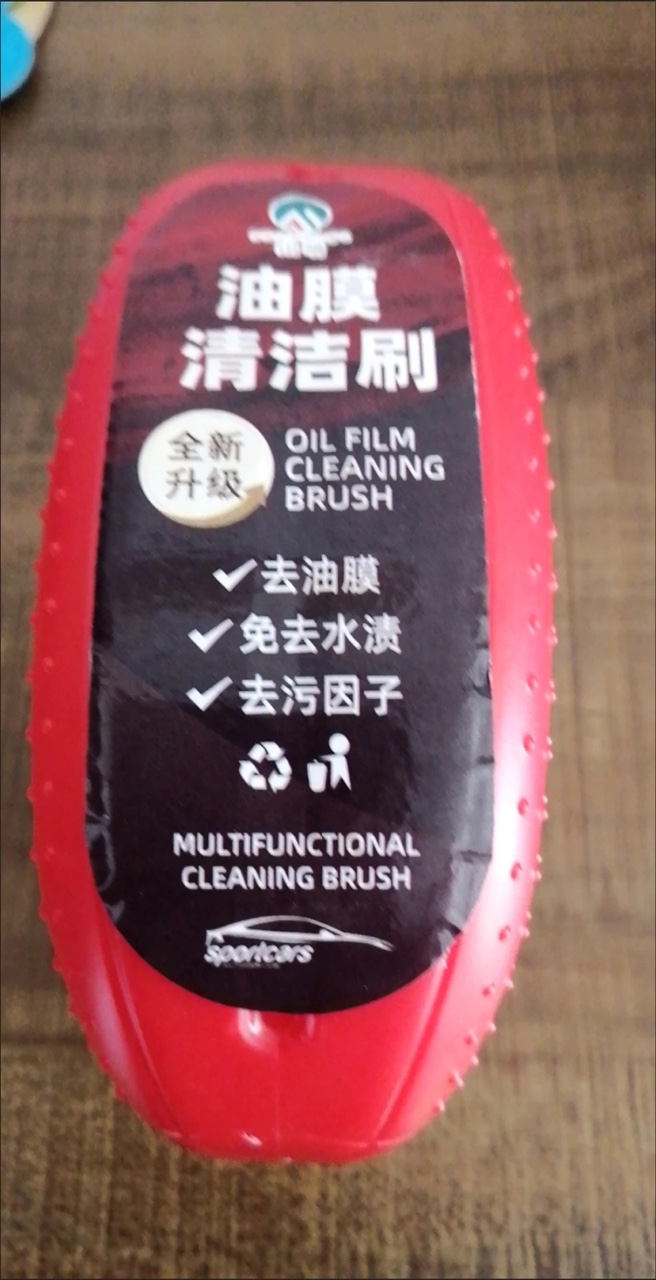 油膜
清洁刷
全新
升级
OIL FILM
CLEANING
BRUSH
去油膜
免去水渍
去污因子
MULTIFUNCTIONAL
CLEANING BRUSH
sportcars